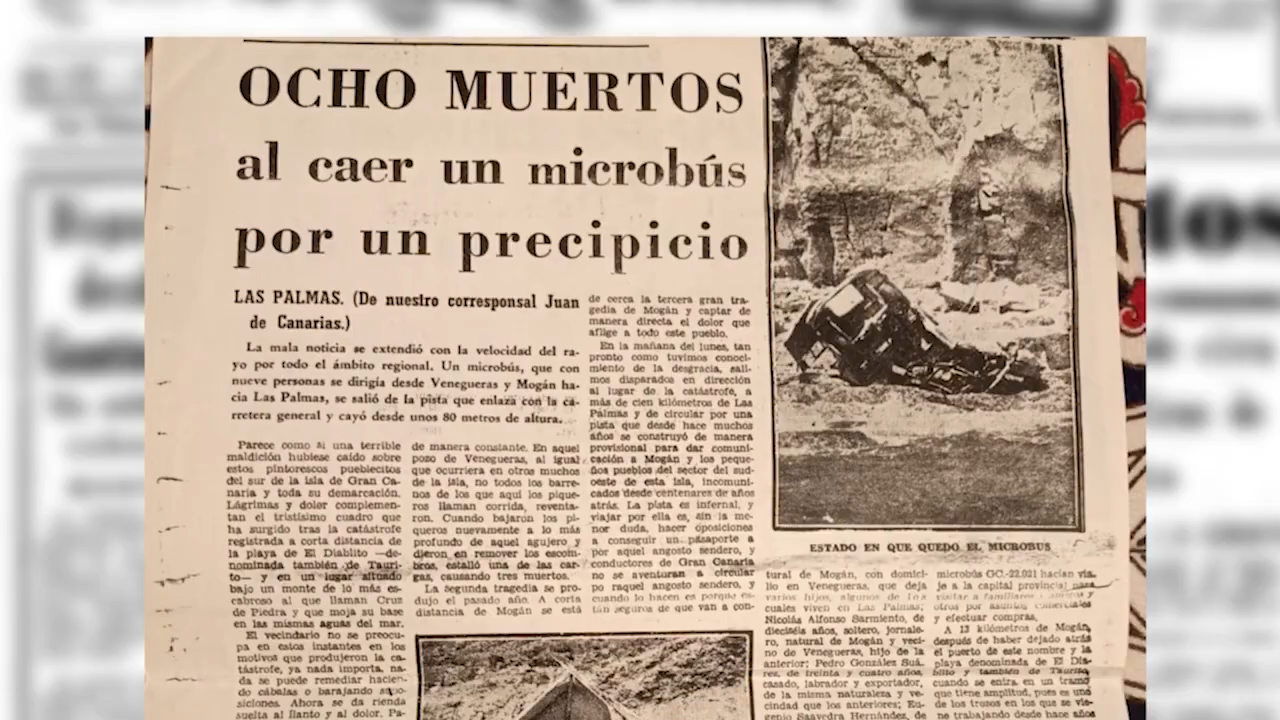 OCHO MUERTOS
al caer un microbús
por un precipicio
LAS PALMAS. (De nuestro corresponsal Juan
de Canarias.)
La mala noticia se extendió con la velocidad del ra-
yo por todo el ámbito regional. Un microbús, que con
nueve personas se dirigía desde Venegueras y Mogán ha-
cia Las Palmas, se salió de la pista que enlaza con la ca-
rretera general y cayó desde unos 80 metros de altura.
Parece como si una terrible
maldición hubiese caído sobre
estos pintorescos pueblecitos
del sur de la isla de Gran Ca-
naria y toda su demarcación.
Lágrimas y dolor complemen-
tan el tristísimo cuadro que
ha surgido tras la catástrofe
registrada a corta distancia de
la playa de El Diablito —de-
nominada también de Tauri-
to— y en un lugar situado
bajo un monte de lo más es-
cabroso al que llaman Cruz
de Piedra y que moja su base
en las mismas aguas del mar.
El vecindario no se preocu-
pa en estos instantes en los
motivos que produjeron la ca-
tástrofe, ya nada importa, na-
da se puede remediar hacien-
do cábalas o barajando supo-
siciones. Ahora se da rienda
suelta al llanto y al dolor. Pa-
de manera constante. En aquel
pozo de Venegueras, al igual
que ocurriera en otros muchos
de la isla, no todos los barre-
nos de los que aquí los pique-
ros llaman corrida, reventa-
ron. Cuando bajaron los pi-
queros nuevamente a lo más
profundo de aquel agujero y
dieron en remover los escom-
bros, estalló una de las car-
gas, causando tres muertos.
La segunda tragedia se pro-
dujo el pasado año. A corta
distancia de Mogán se está
de cerca la tercera gran tra-
gedia de Mogán y captar de
manera directa el dolor que
aflige a todo este pueblo.
En la mañana del lunes, tan
pronto como tuvimos conoci-
miento de la desgracia, sali-
mos disparados en dirección
al lugar de la catástrofe, a
más de cien kilómetros de Las
Palmas y de circular por una
pista que desde hace muchos
años se construyó de manera
provisional para dar comuni-
cación a Mogán y los peque-
ños pueblos del sector del sud-
oeste de esta isla, incomuni-
cados desde centenares de años
atrás. La pista es infernal, y
viajar por ella es, sin la me-
nor duda, hacer oposiciones
a conseguir un pasaporte a
por aquel angosto sendero, y
conductores de Gran Canaria
no se aventuran a circular
por aquel angosto sendero, y
cuando lo hacen es porque es-
tán seguros de que van a con-
ESTADO EN QUE QUEDO EL MICROBUS
tural de Mogán, con domici-
lio en Venegueras, que deja
varios hijos, algunos de los
cuales viven en Las Palmas;
Nicolás Alfonso Sarmiento, de
dieciséis años, soltero, jornale-
ro, natural de Mogán y veci-
no de Venegueras, hijo de la
anterior; Pedro González Suá-
rez, de treinta y cuatro años,
casado, labrador y exportador,
de la misma naturaleza y ve-
cindad que los anteriores; Eu-
genio Saavedra Hernández, de
microbús GC.-22.021 hacían via-
je a la capital provincial para
visitar a familiares y amigos y
otros por asuntos comerciales
y efectuar compras.
A 13 kilómetros de Mogán,
después de haber dejado atrás
el puerto de este nombre y la
playa denominada de El Dia-
blito y también de Taurito,
cuando se entra en un tramo
que tiene amplitud, pues es uno
de los trozos en los que se vie-
ne trabajando desde hace años
tos